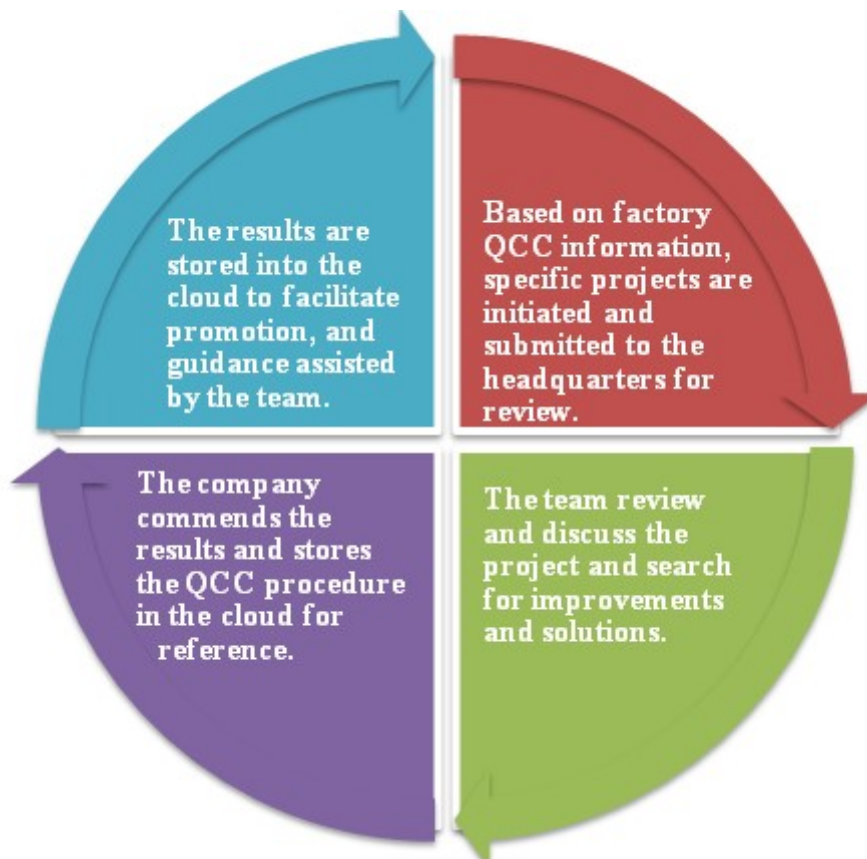 The results are
stored into the
cloud to facilitate
promotion, and
guidance assisted
by the team.
Based on factory
QCC information,
specific projects are
initiated and
submitted to the
headquarters for
review.
The company
commends the
results and stores
the QCC procedure
in the cloud for
reference.
The team review
and discuss the
project and search
for improvements
and solutions.